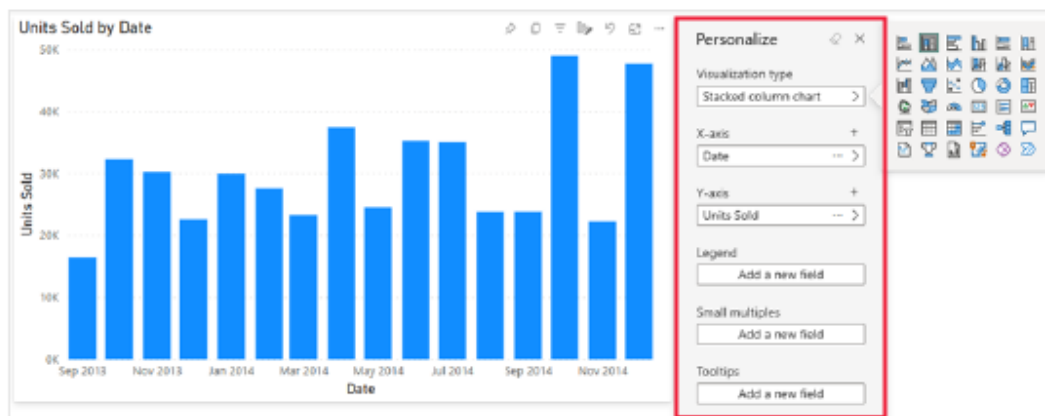 Units Sold by Date
50K
40K
30K
20K
10K
0K
Units Sold
Sep 2013
Nov 2013
Jan 2014
Mar 2014
May 2014
Jul 2014
Sep 2014
Nov 2014
Date
Personalize
Visualization type
Stacked column chart
X-axis
Date
Y-axis
Units Sold
Legend
Add a new field
Small multiples
Add a new field
Tooltips
Add a new field